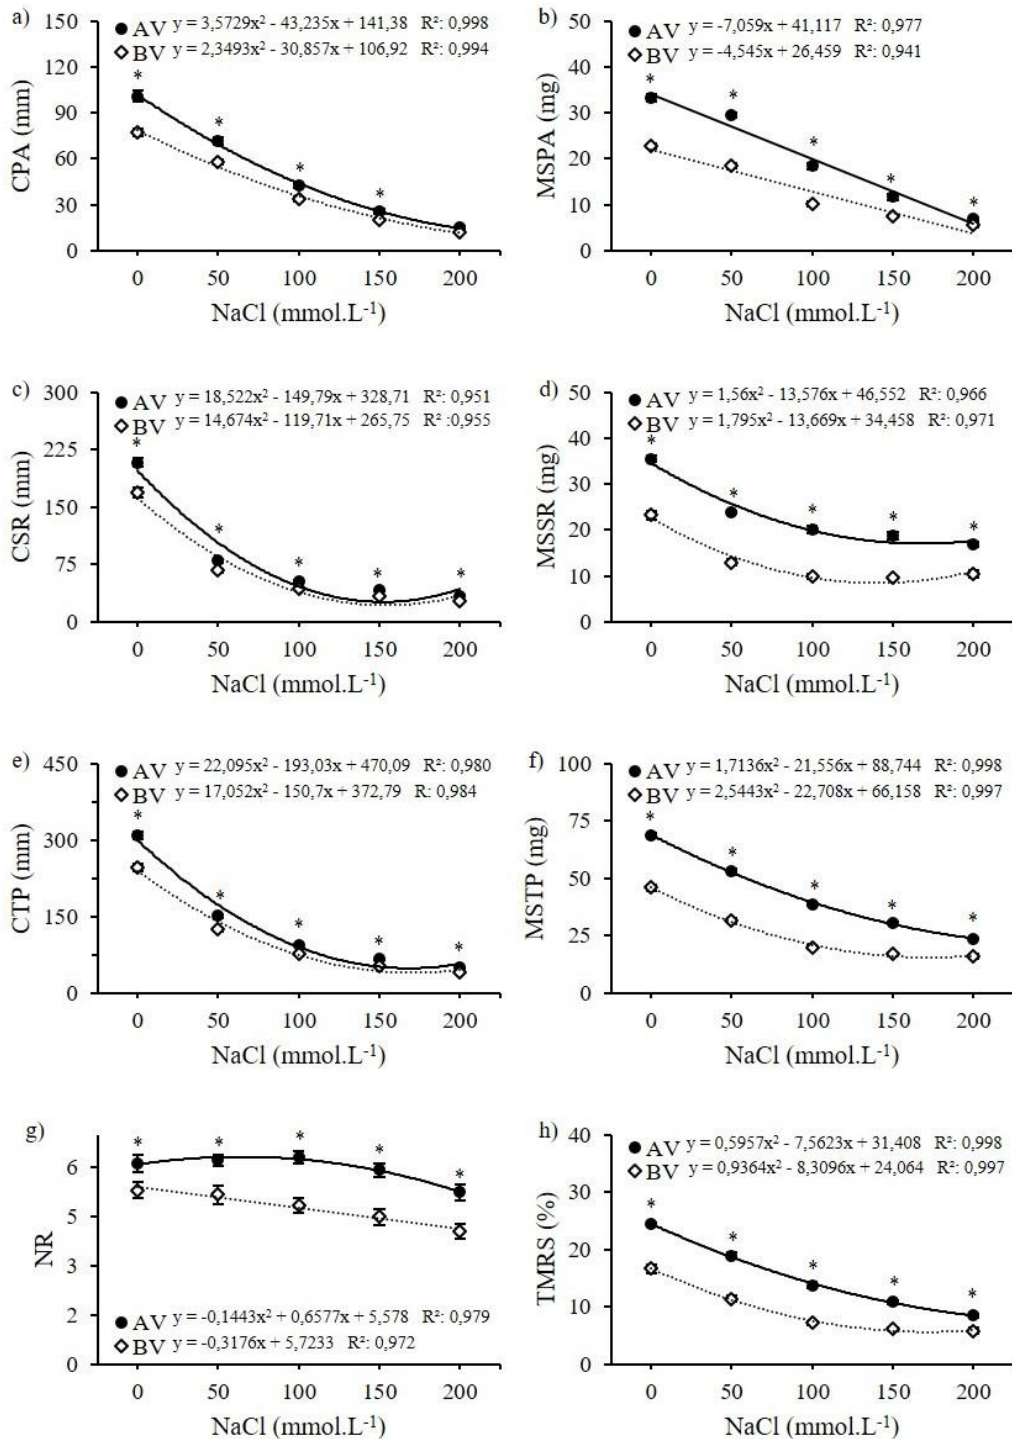 a)
AV y = 3,5729x² - 43,235x + 141,38 R²: 0,998
BV y = 2,3493x² - 30,857x + 106,92 R²: 0,994
CPA (mm)
150
120
90
60
30
0
* * * *
0 50 100 150 200
NaCl (mmol.L⁻¹)
b)
AV y = -7,059x + 41,117 R²: 0,977
BV y = -4,545x + 26,459 R²: 0,941
MSPA (mg)
50
40
30
20
10
0
* * * * *
0 50 100 150 200
NaCl (mmol.L⁻¹)
c)
AV y = 18,522x² - 149,79x + 328,71 R²: 0,951
BV y = 14,674x² - 119,71x + 265,75 R² :0,955
CSR (mm)
300
225
150
75
0
* * * * *
0 50 100 150 200
NaCl (mmol.L⁻¹)
d)
AV y = 1,56x² - 13,576x + 46,552 R²: 0,966
BV y = 1,795x² - 13,669x + 34,458 R²: 0,971
MSSR (mg)
50
40
30
20
10
0
* * * * *
0 50 100 150 200
NaCl (mmol.L⁻¹)
e)
AV y = 22,095x² - 193,03x + 470,09 R²: 0,980
BV y = 17,052x² - 150,7x + 372,79 R: 0,984
CTP (mm)
450
300
150
0
* * * * *
0 50 100 150 200
NaCl (mmol.L⁻¹)
f)
AV y = 1,7136x² - 21,556x + 88,744 R²: 0,998
BV y = 2,5443x² - 22,708x + 66,158 R²: 0,997
MSTP (mg)
100
75
50
25
0
* * * * *
0 50 100 150 200
NaCl (mmol.L⁻¹)
g)
NR
6
5
3
2
0
* * * * *
AV y = -0,1443x² + 0,6577x + 5,578 R²: 0,979
BV y = -0,3176x + 5,7233 R²: 0,972
0 50 100 150 200
NaCl (mmol.L⁻¹)
h)
AV y = 0,5957x² - 7,5623x + 31,408 R²: 0,998
BV y = 0,9364x² - 8,3096x + 24,064 R²: 0,997
TMRS (%)
40
30
20
10
0
* * * * *
0 50 100 150 200
NaCl (mmol.L⁻¹)